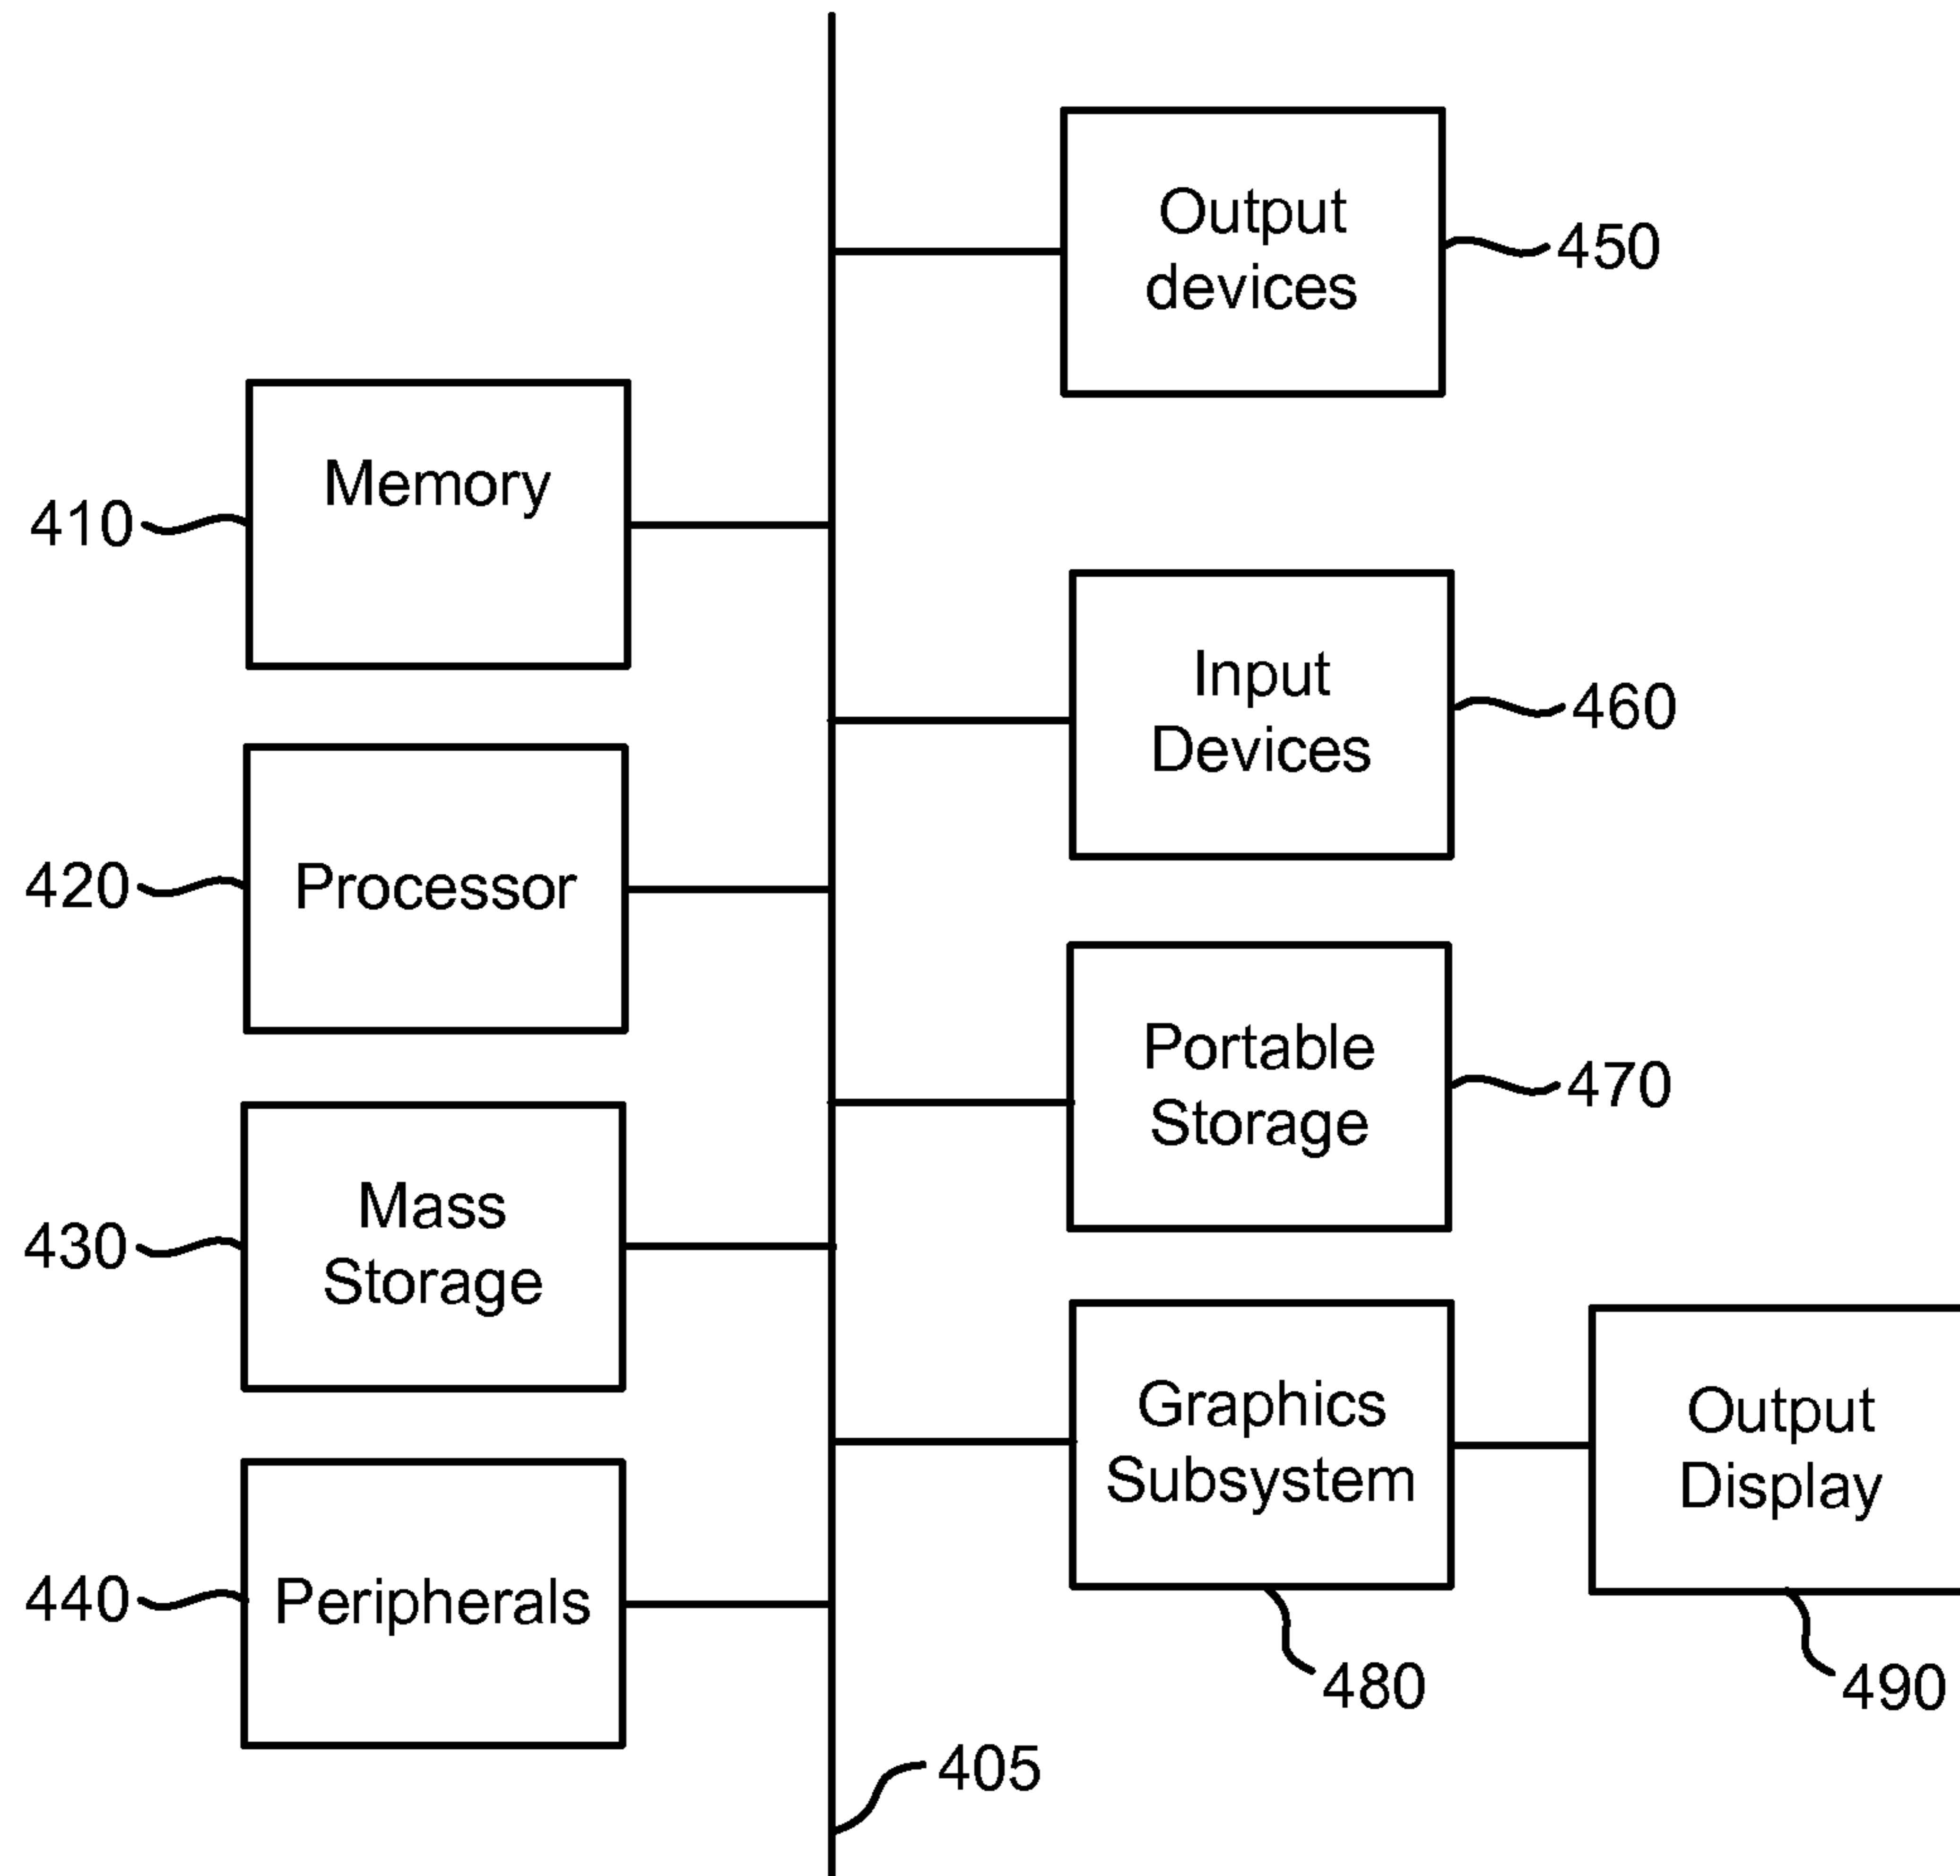 Output
devices
450
Memory
410
Input
Devices
460
Processor
420
Portable
Storage
470
Mass
Storage
430
Graphics
Subsystem
480
Output
Display
490
Peripherals
440
405